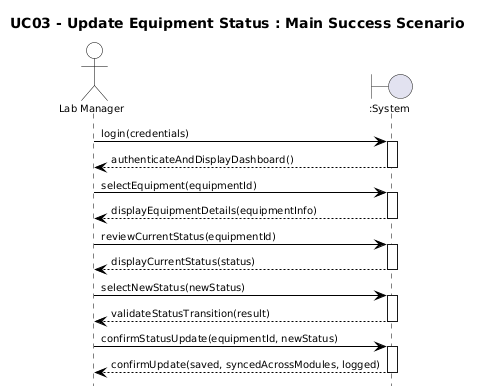 UC03 - Update Equipment Status : Main Success Scenario
Lab Manager
:System
login(credentials)
authenticateAndDisplayDashboard()
selectEquipment(equipmentId)
displayEquipmentDetails(equipmentInfo)
reviewCurrentStatus(equipmentId)
displayCurrentStatus(status)
selectNewStatus(newStatus)
validateStatusTransition(result)
confirmStatusUpdate(equipmentId, newStatus)
confirmUpdate(saved, syncedAcrossModules, logged)